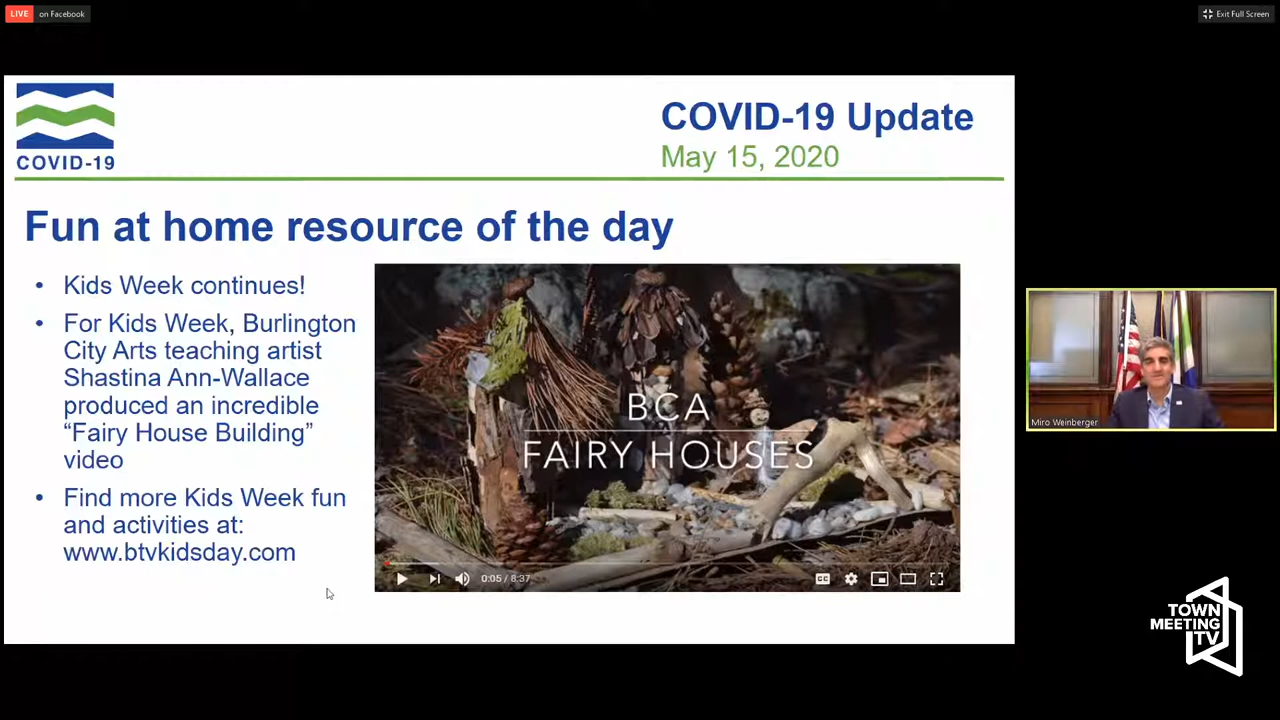 LIVE on Facebook
Exit Full Screen
COVID-19
COVID-19 Update
May 15, 2020
Fun at home resource of the day
• Kids Week continues!
• For Kids Week, Burlington
City Arts teaching artist
Shastina Ann-Wallace
produced an incredible
“Fairy House Building”
video
• Find more Kids Week fun
and activities at:
www.btvkidsday.com
BCA
FAIRY HOUSES
0:05 / 8:37
CC
Miro Weinberger
TOWN
MEETING
TV